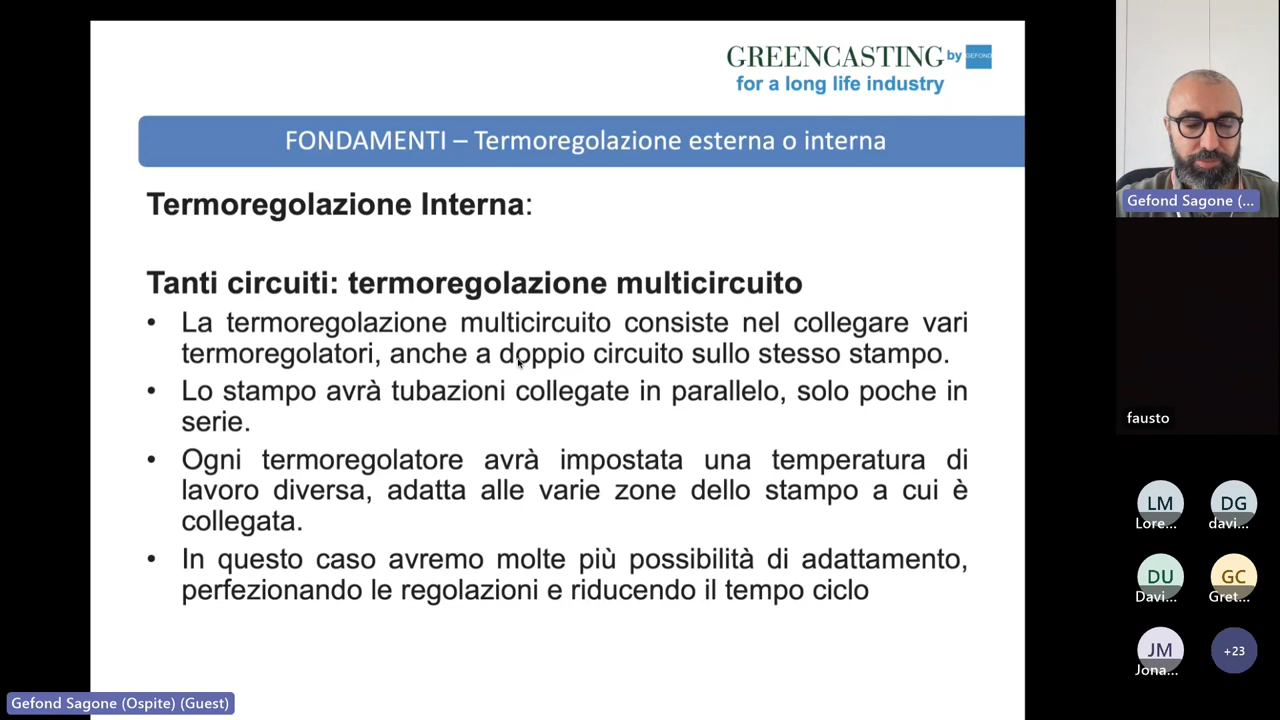 GREENCASTING by GEFOND
for a long life industry
FONDAMENTI – Termoregolazione esterna o interna
Termoregolazione Interna:
Tanti circuiti: termoregolazione multicircuito
• La termoregolazione multicircuito consiste nel collegare vari
termoregolatori, anche a doppio circuito sullo stesso stampo.
• Lo stampo avrà tubazioni collegate in parallelo, solo poche in
serie.
• Ogni termoregolatore avrà impostata una temperatura di
lavoro diversa, adatta alle varie zone dello stampo a cui è
collegata.
• In questo caso avremo molte più possibilità di adattamento,
perfezionando le regolazioni e riducendo il tempo ciclo
Gefond Sagone (Ospite) (Guest)
Gefond Sagone (...
fausto
LM
Lore...
DG
davi...
DU
Davi...
GC
Gret...
JM
Jona...
+23